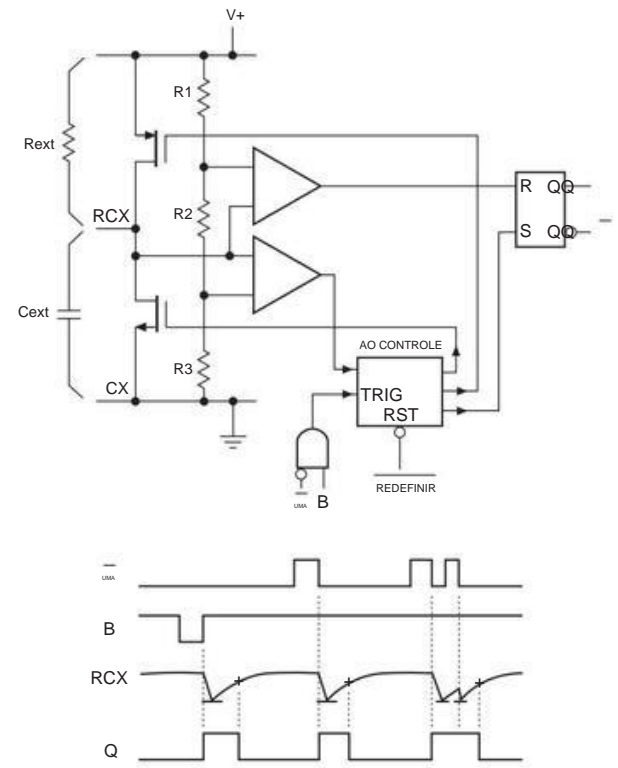 V+
R1
Rext
RCX
R2
R QQ
S QQ
Cext
AO CONTROLE
R3
TRIG
CX
RST
REDEFINIR
UMA B
UMA
B
RCX
Q